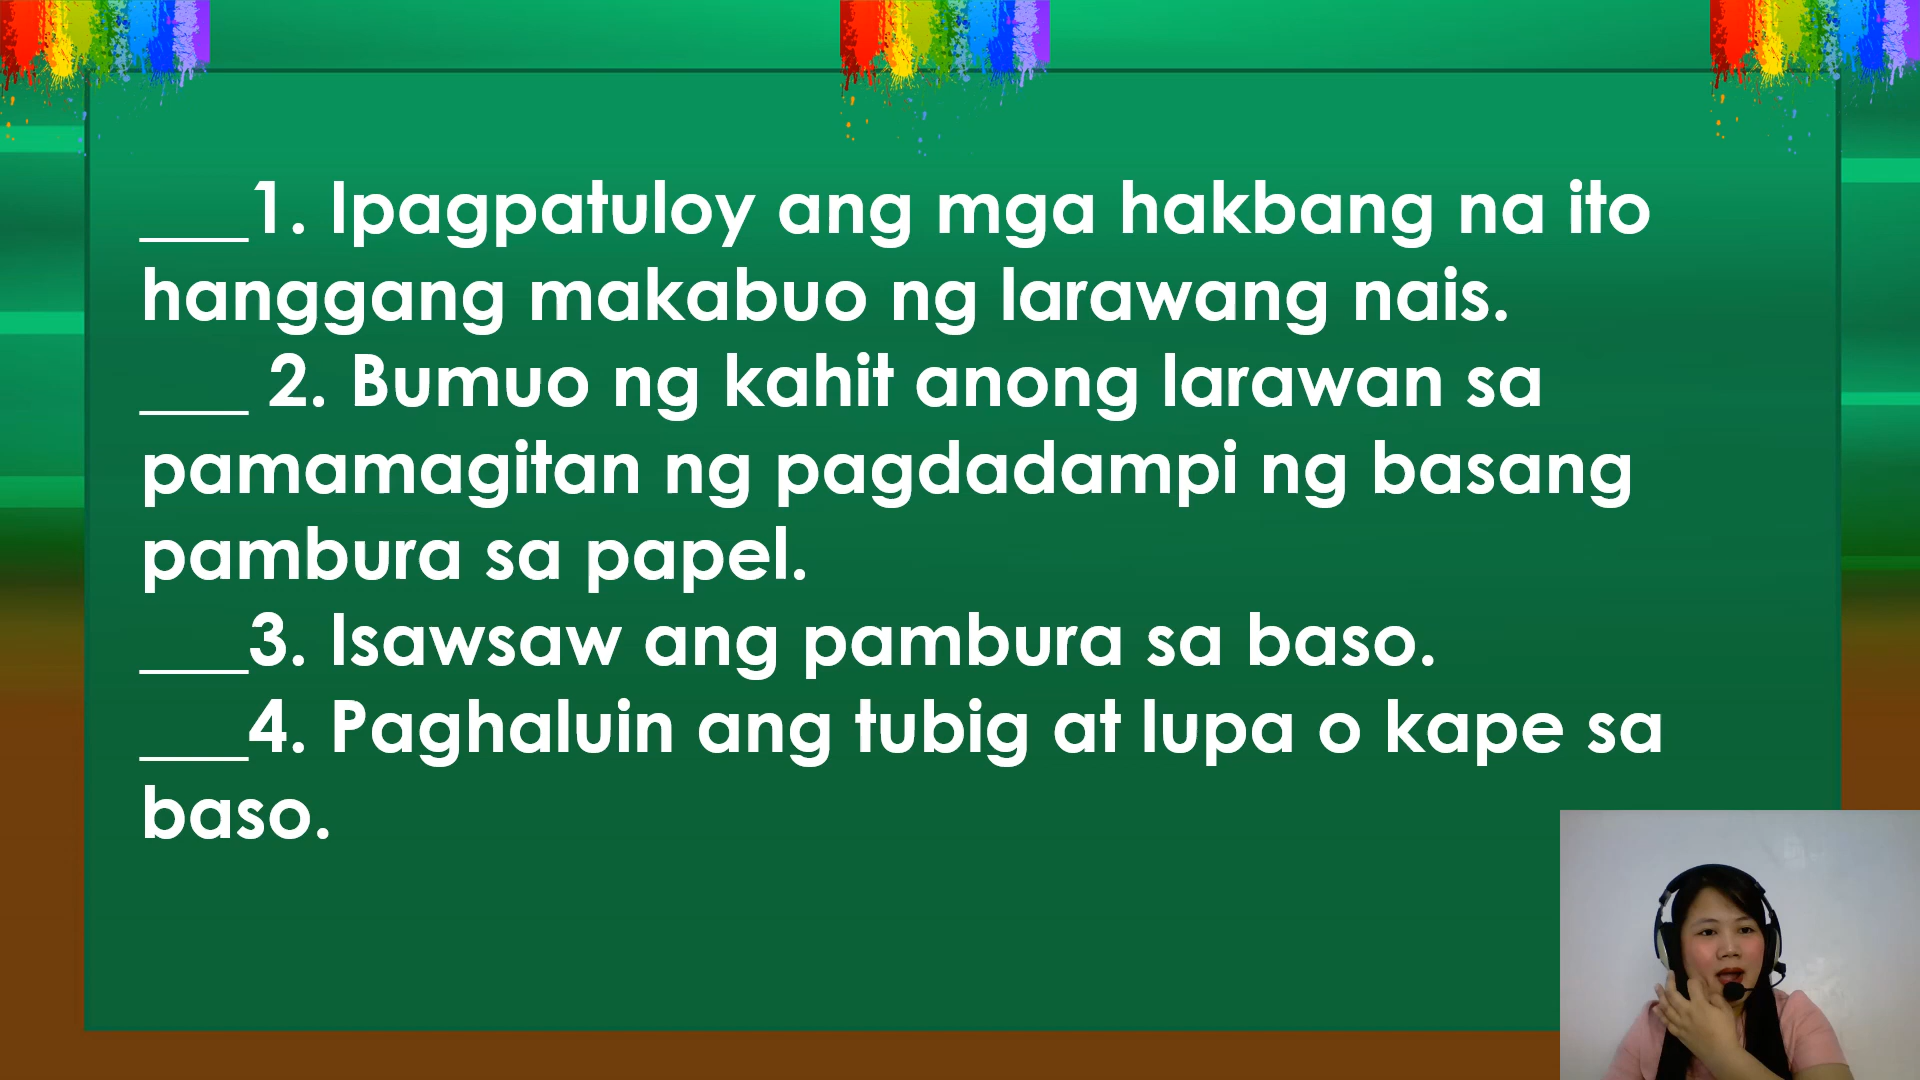 ___1. Ipagpatuloy ang mga hakbang na ito
hanggang makabuo ng larawang nais.
___ 2. Bumuo ng kahit anong larawan sa
pamamagitan ng pagdadampi ng basang
pambura sa papel.
___3. Isawsaw ang pambura sa baso.
___4. Paghaluin ang tubig at lupa o kape sa
baso.